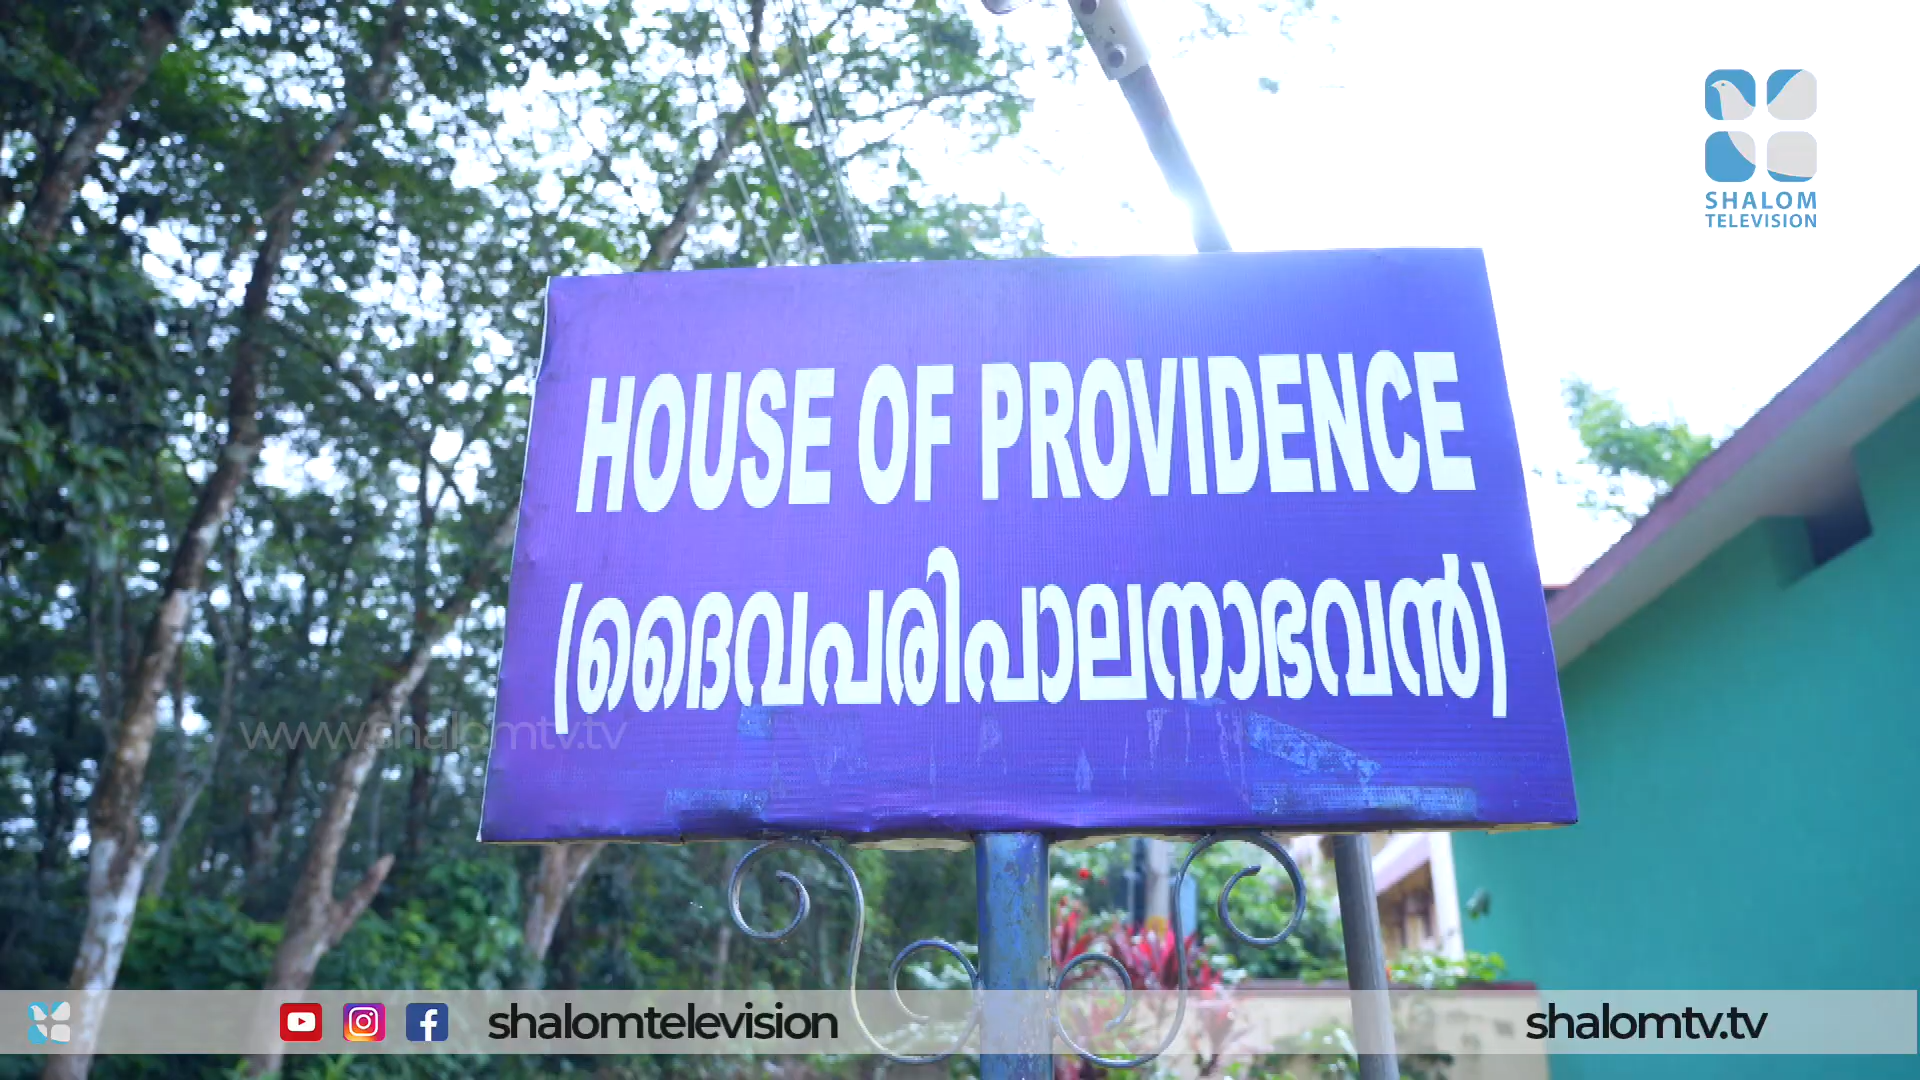 SHALOM
TELEVISION
HOUSE OF PROVIDENCE
(ദൈവപരിപാലനാഭവൻ)
www.shalomtv.tv
shalomtelevision
shalomtv.tv